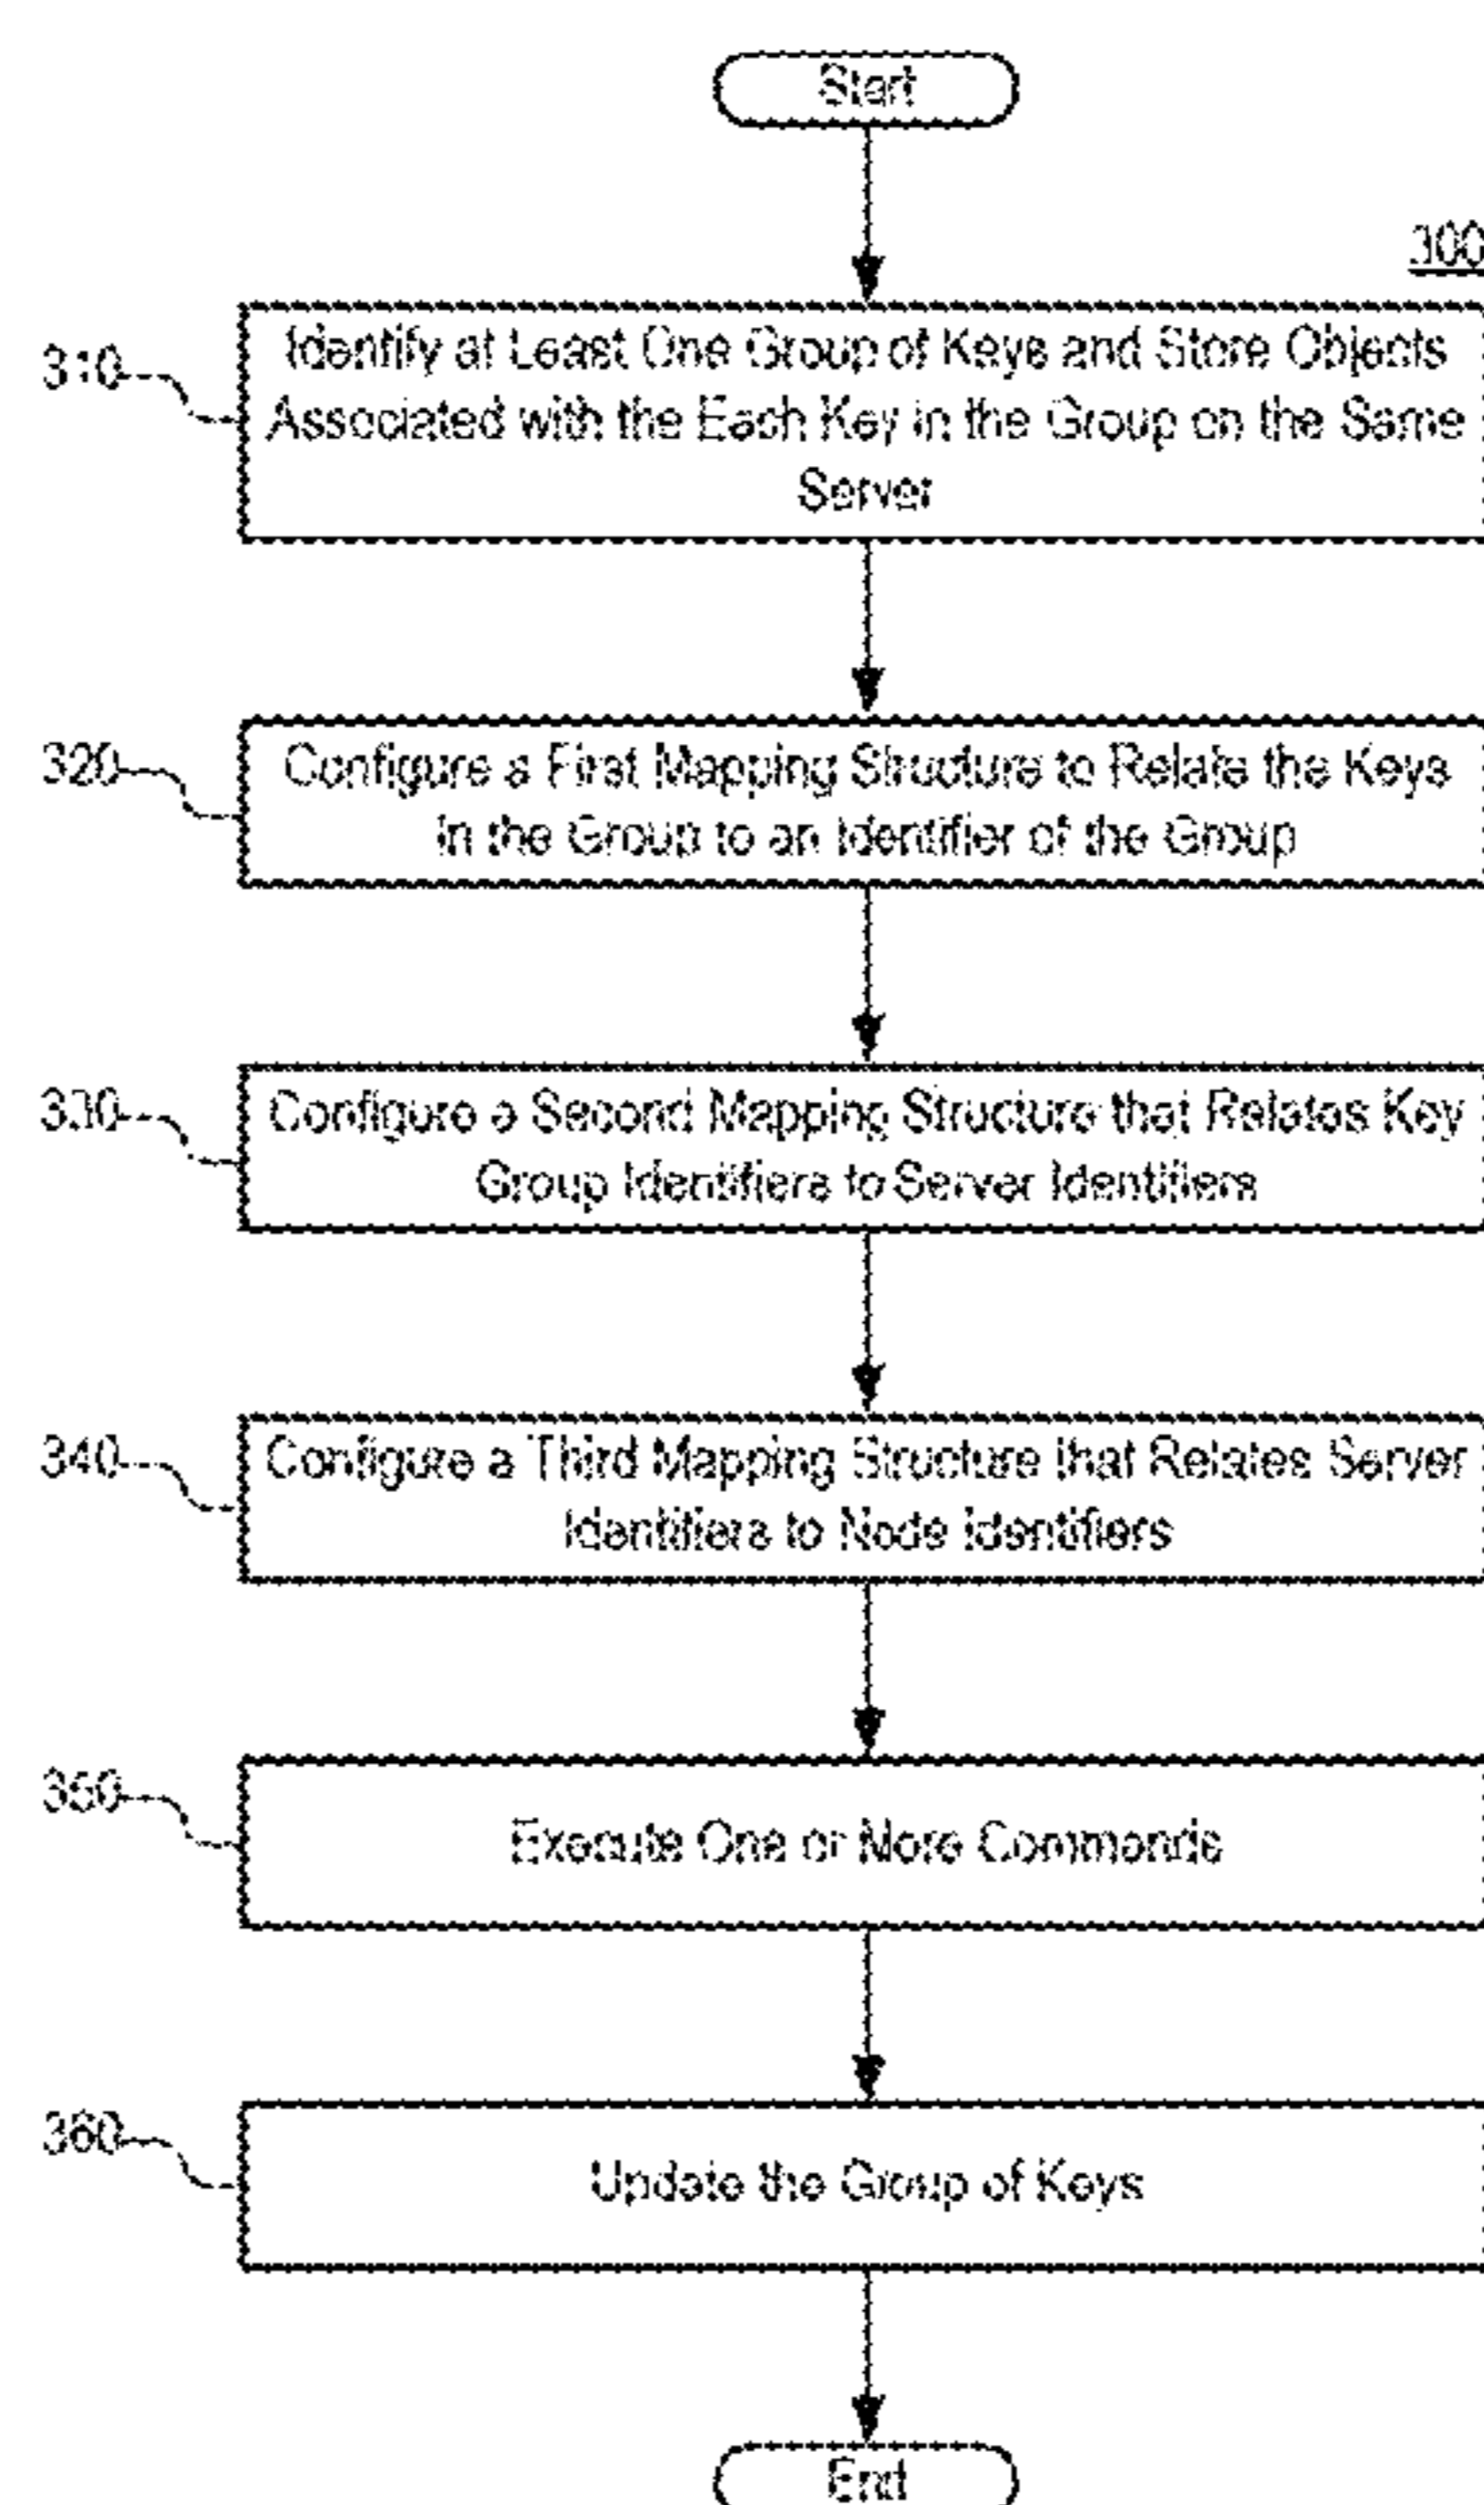 Start
300
310
Identify at Least One Group of Keys and Store Objects
Associated with the Each Key in the Group on the Same
Server
320
Configure a First Mapping Structure to Relate the Keys
in the Group to an Identifier of the Group
330
Configure a Second Mapping Structure that Relates Key
Group Identifiers to Server Identifiers
340
Configure a Third Mapping Structure that Relates Server
Identifiers to Node Identifiers
350
Execute One or More Commands
360
Update the Group of Keys
End